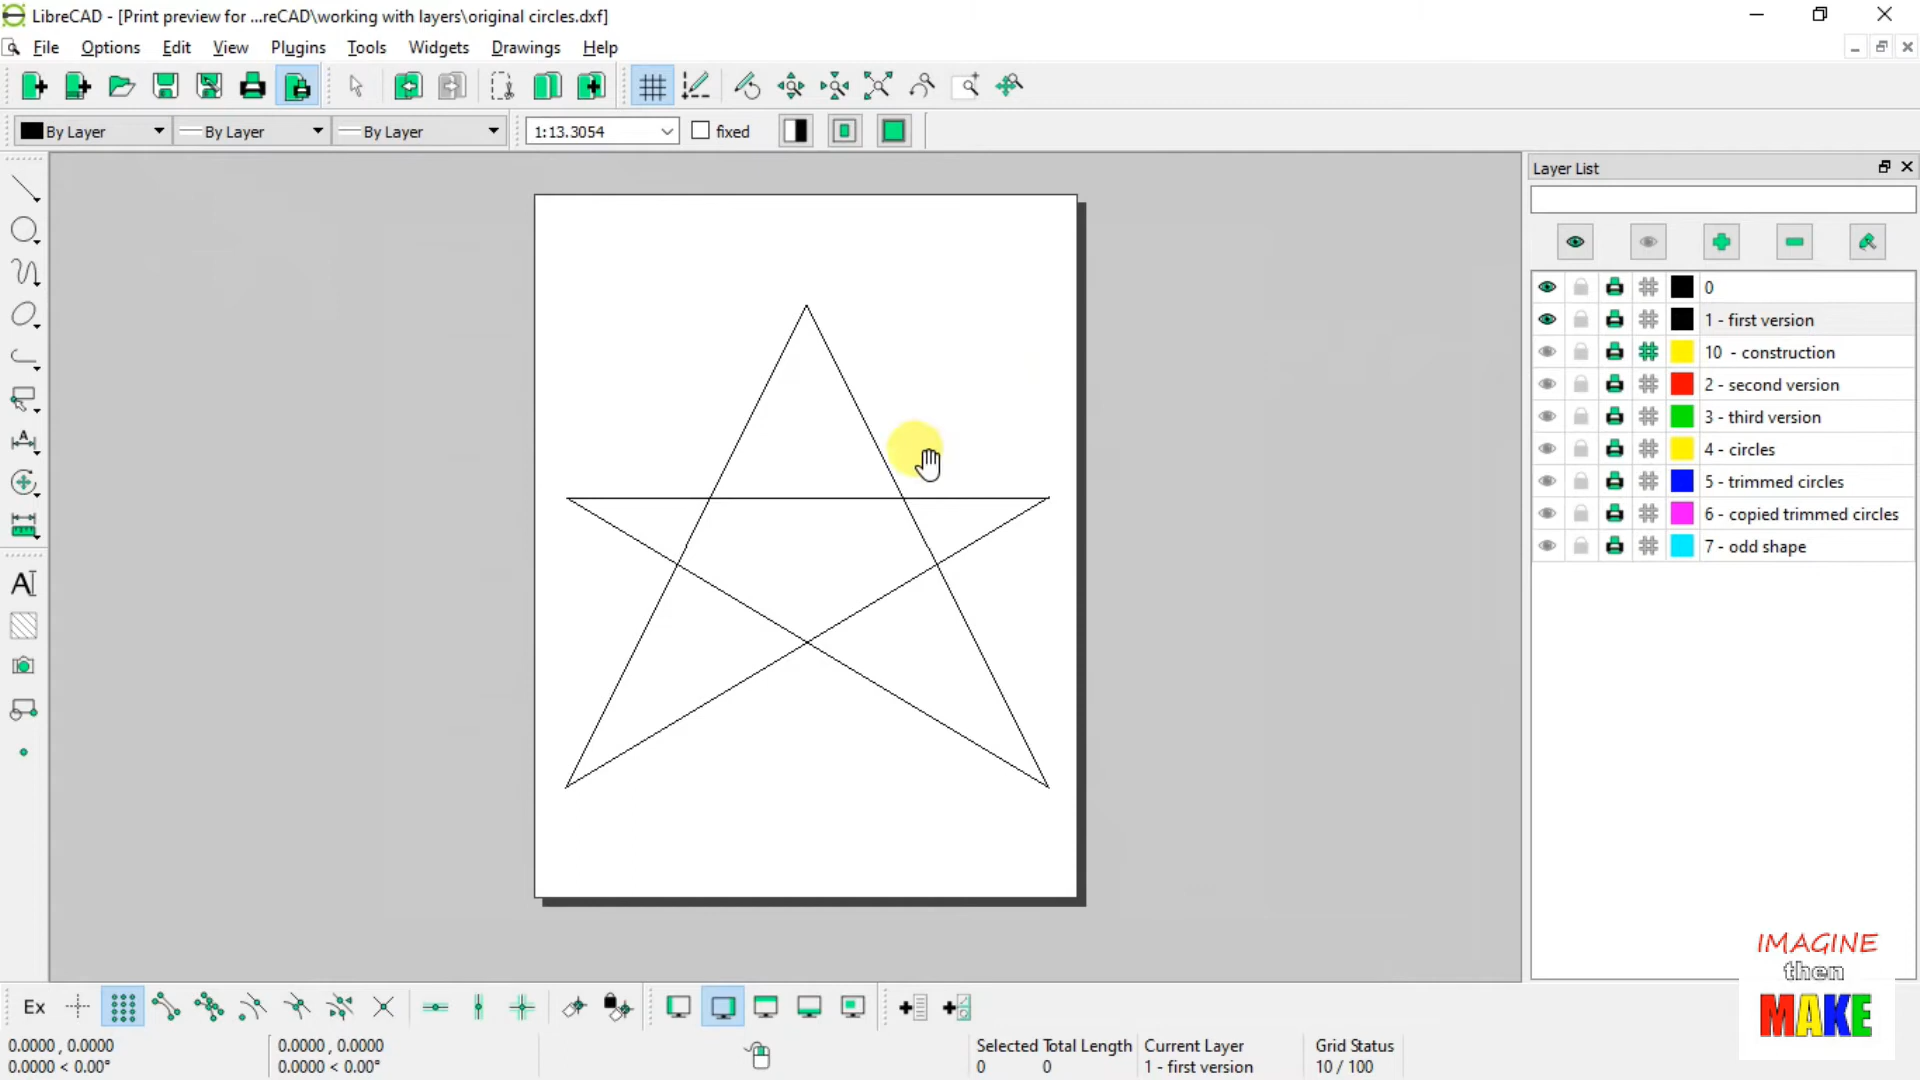 LibreCAD - [Print preview for ...reCAD\working with layers\original circles.dxf]
File Options Edit View Plugins Tools Widgets Drawings Help
By Layer By Layer By Layer 1:13.3054 fixed
Layer List
0
1 - first version
10  - construction
2 - second version
3 - third version
4 - circles
5 - trimmed circles
6 - copied trimmed circles
7 - odd shape
A
IMAGINE
then
MAKE
Ex
0.0000 , 0.0000 0.0000 , 0.0000 Selected Total Length Current Layer Grid Status
0.0000 < 0.00° 0.0000 < 0.00° 0 0 1 - first version 10 / 100